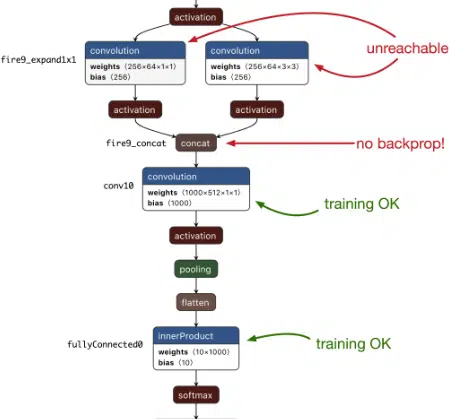 activation
convolution
weights (256×64×1×1)
bias (256)
convolution
weights (256×64×3×3)
bias (256)
unreachable
fire9_expand1x1
activation
activation
fire9_concat
concat
no backprop!
convolution
weights (1000×512×1×1)
bias (1000)
conv10
training OK
activation
pooling
flatten
innerProduct
weights (10×1000)
bias (10)
fullyConnected0
training OK
softmax